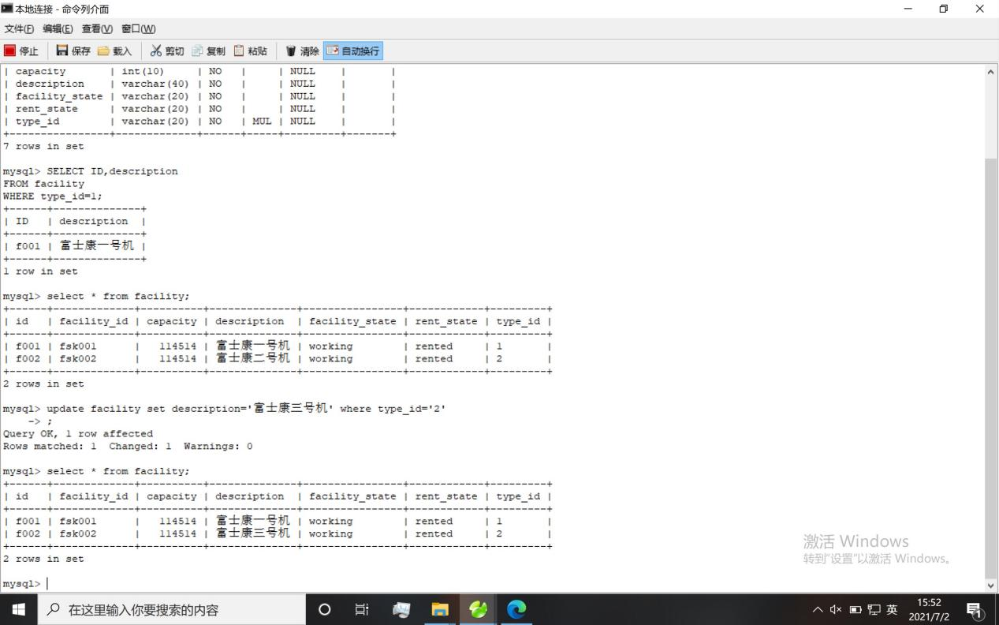 本地连接 - 命令列介面
文件(F) 编辑(E) 查看(V) 窗口(W)
停止 保存 载入 剪切 复制 粘贴 清除 自动换行
| capacity       | int(10)     | NO   |     | NULL    |       |
| description    | varchar(40) | NO   |     | NULL    |       |
| facility_state | varchar(20) | NO   |     | NULL    |       |
| rent_state     | varchar(20) | NO   |     | NULL    |       |
| type_id        | varchar(20) | NO   | MUL | NULL    |       |
+----------------+-------------+------+-----+---------+-------+
7 rows in set
mysql> SELECT ID,description
FROM facility
WHERE type_id=1;
+------+--------------+
| ID   | description  |
+------+--------------+
| f001 | 富士康一号机 |
+------+--------------+
1 row in set
mysql> select * from facility;
+------+-------------+----------+--------------+----------------+------------+---------+
| id   | facility_id | capacity | description  | facility_state | rent_state | type_id |
+------+-------------+----------+--------------+----------------+------------+---------+
| f001 | fsk001      |   114514 | 富士康一号机 | working        | rented     | 1       |
| f002 | fsk002      |   114514 | 富士康二号机 | working        | rented     | 2       |
+------+-------------+----------+--------------+----------------+------------+---------+
2 rows in set
mysql> update facility set description='富士康三号机' where type_id='2'
    -> ;
Query OK, 1 row affected
Rows matched: 1  Changed: 1  Warnings: 0
mysql> select * from facility;
+------+-------------+----------+--------------+----------------+------------+---------+
| id   | facility_id | capacity | description  | facility_state | rent_state | type_id |
+------+-------------+----------+--------------+----------------+------------+---------+
| f001 | fsk001      |   114514 | 富士康一号机 | working        | rented     | 1       |
| f002 | fsk002      |   114514 | 富士康三号机 | working        | rented     | 2       |
+------+-------------+----------+--------------+----------------+------------+---------+
2 rows in set
mysql>
激活 Windows
转到"设置"以激活 Windows。
在这里输入你要搜索的内容
英
15:52
2021/7/2
1